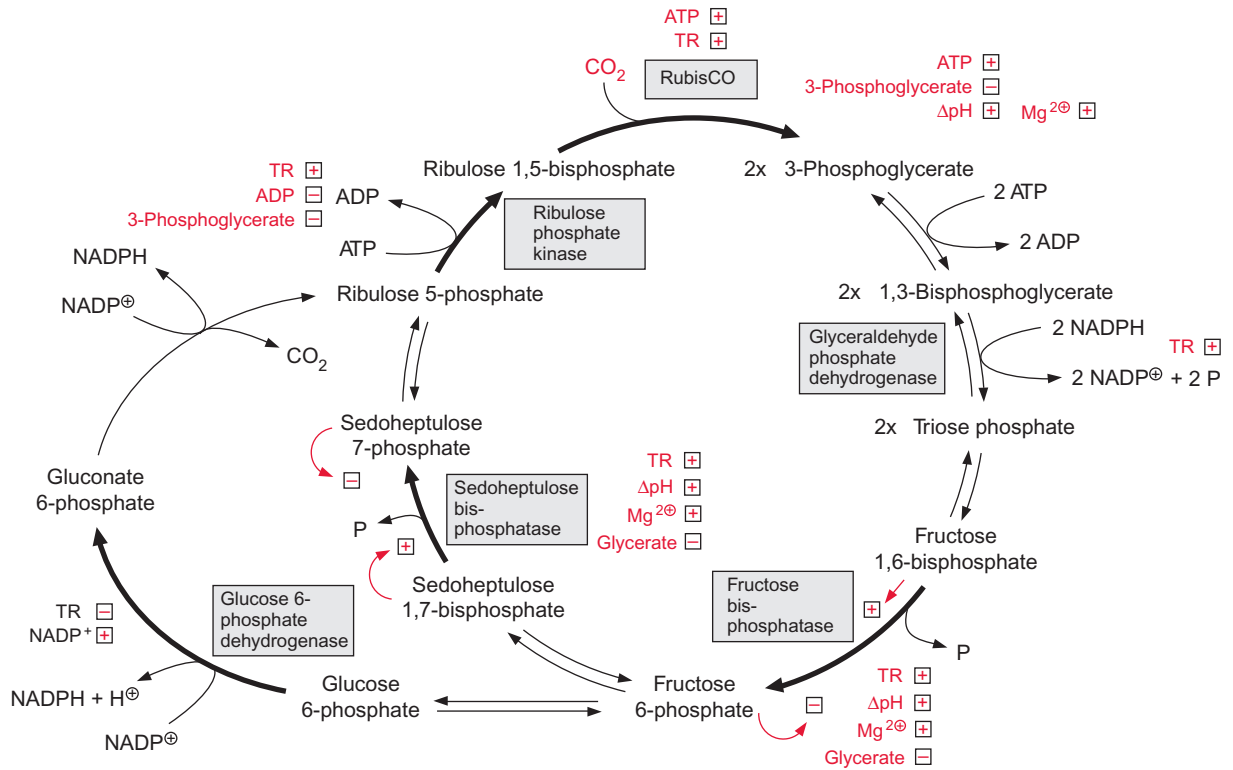 ATP +
TR +
CO₂
RubisCO
ATP +
3-Phosphoglycerate −
ΔpH + Mg²⊕ +
Ribulose 1,5-bisphosphate
2x 3-Phosphoglycerate
TR +
ADP −
3-Phosphoglycerate −
ADP
ATP
Ribulose
phosphate
kinase
2 ATP
2 ADP
NADPH
NADP⊕
CO₂
Ribulose 5-phosphate
2x 1,3-Bisphosphoglycerate
Glyceraldehyde
phosphate
dehydrogenase
2 NADPH
TR +
2 NADP⊕ + 2 P
2x Triose phosphate
Sedoheptulose
7-phosphate
−
Gluconate
6-phosphate
P
+
Sedoheptulose
bis-
phosphatase
TR +
ΔpH +
Mg²⊕ +
Glycerate −
Sedoheptulose
1,7-bisphosphate
Fructose
1,6-bisphosphate
Fructose
bis-
phosphatase
+
P
TR −
NADP⁺ +
Glucose 6-
phosphate
dehydrogenase
NADPH + H⊕
NADP⊕
Glucose
6-phosphate
Fructose
6-phosphate
−
TR +
ΔpH +
Mg²⊕ +
Glycerate −